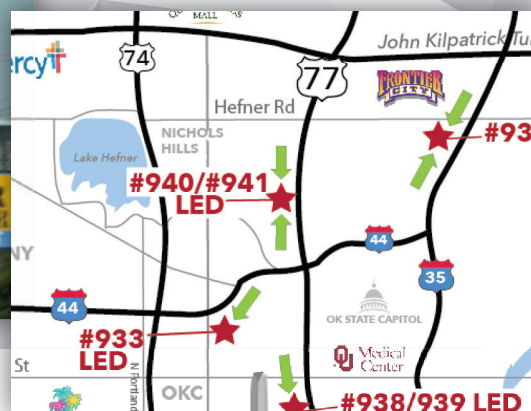 MALL
John Kilpatrick Tu
ercy
74
77
FRONTIER
CITY
Hefner Rd
NICHOLS
HILLS
#93
Lake Hefner
#940/#941
LED
44
NY
35
44
OK STATE CAPITOL
#933
LED
OU Medical
Center
St
N Portland
OKC
#938/939 LED